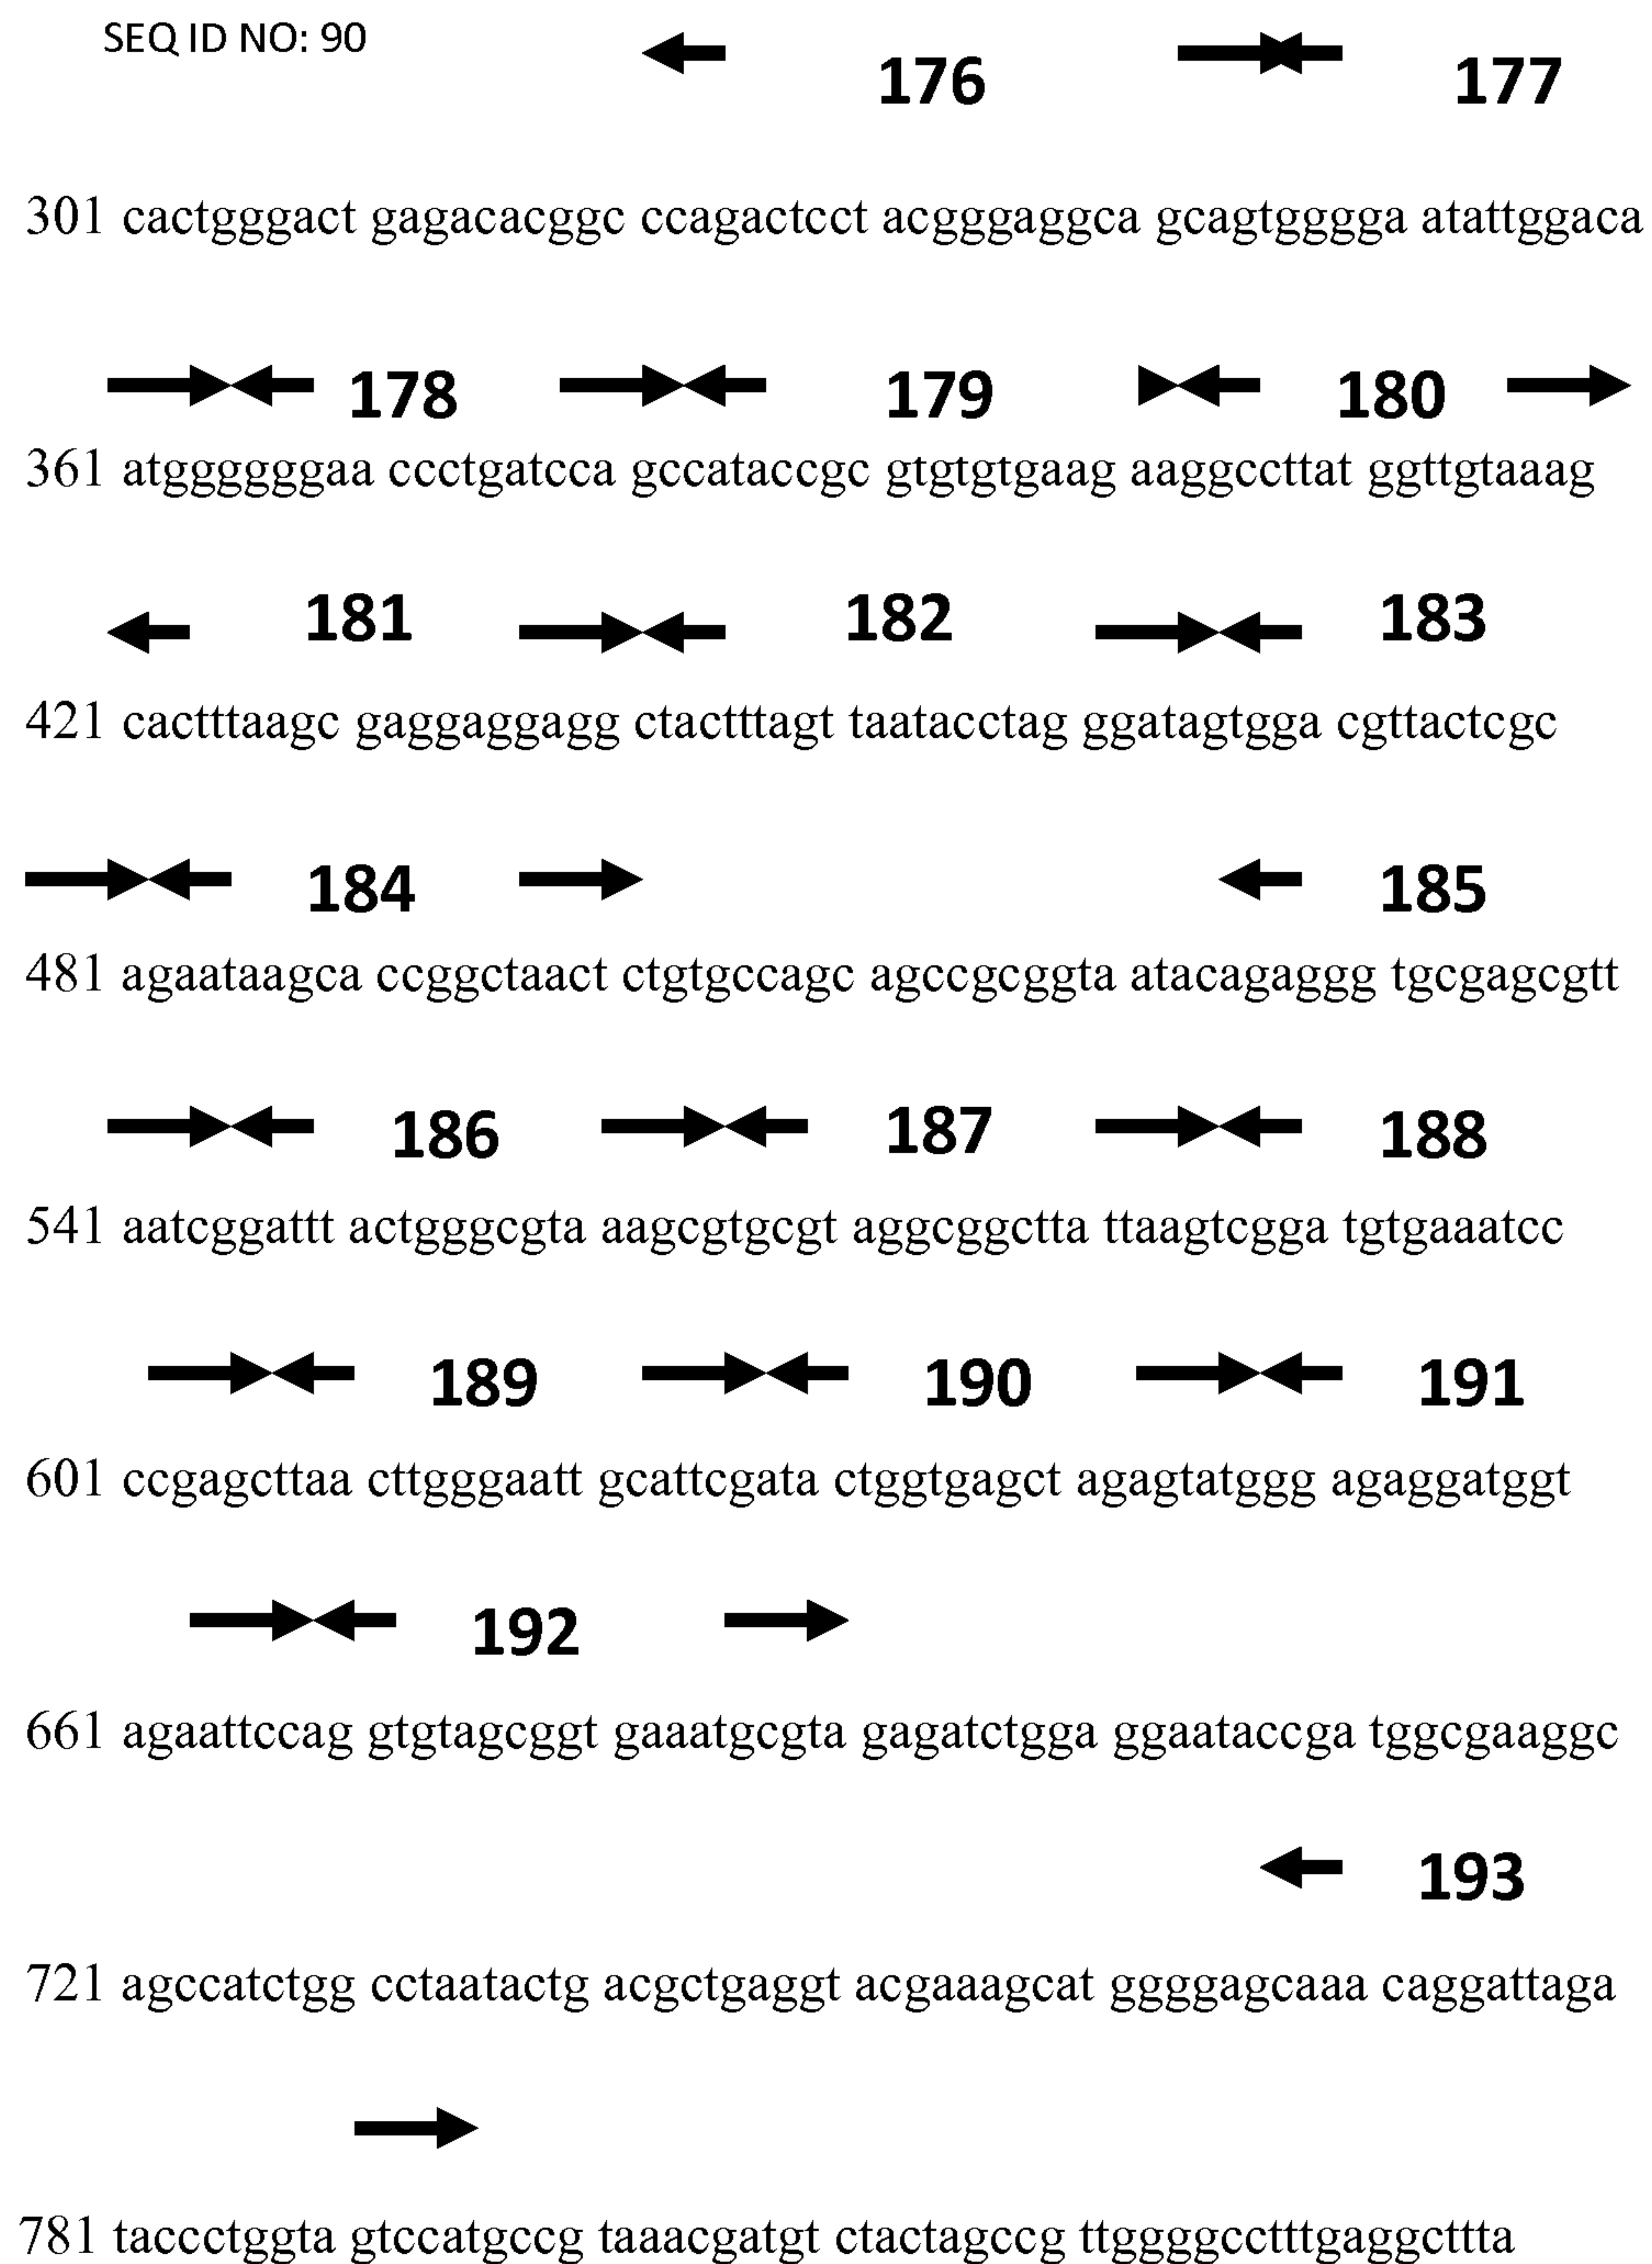 SEQ ID NO: 90
176 177
301 cactgggact gagacacggc ccagactcct acgggaggca gcagtgggga atattggaca
178 179 180
361 atggggggaa ccctgatcca gccataccgc gtgtgtgaag aaggccttat ggttgtaaag
181 182 183
421 cactttaagc gaggaggagg ctactttagt taatacctag ggatagtgga cgttactcgc
184 185
481 agaataagca ccggctaact ctgtgccagc agccgcggta atacagaggg tgcgagcgtt
186 187 188
541 aatcggattt actgggcgta aagcgtgcgt aggcggctta ttaagtcgga tgtgaaatcc
189 190 191
601 ccgagcttaa cttgggaatt gcattcgata ctggtgagct agagtatggg agaggatggt
192
661 agaattccag gtgtagcggt gaaatgcgta gagatctgga ggaataccga tggcgaaggc
193
721 agccatctgg cctaatactg acgctgaggt acgaaagcat ggggagcaaa caggattaga
781 taccctggta gtccatgccg taaacgatgt ctactagccg ttggggcctttgaggcttta